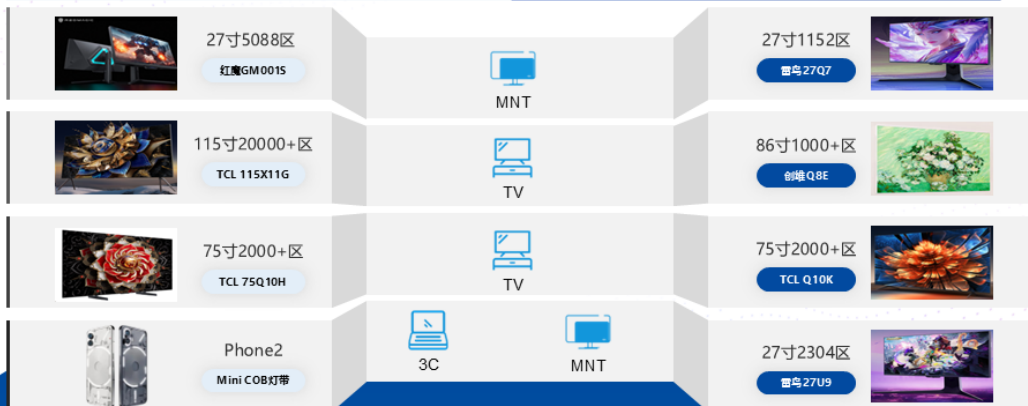 27寸5088区
红魔GM001S
MNT
27寸1152区
雷鸟27Q7
115寸20000+区
TCL 115X11G
TV
86寸1000+区
创维Q8E
75寸2000+区
TCL 75Q10H
TV
75寸2000+区
TCL Q10K
Phone2
Mini COB灯带
3C
MNT
27寸2304区
雷鸟27U9